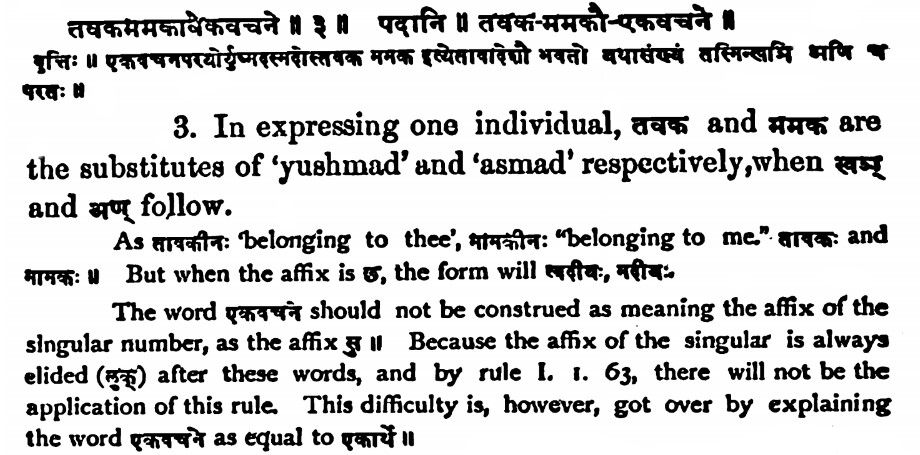 तवकममकावेकवचने ॥ ३ ॥ पदानि ॥ तवक-ममकौ-एकवचने ॥
वृत्तिः ॥ एकवचनपरयोर्युष्मदस्मदोस्तवक ममक इत्येतावादेशौ भवतो यथासंख्यं तस्मिन्खञि अणि च
परतः ॥
3. In expressing one individual, तवक and ममक are
the substitutes of 'yushmad' and 'asmad' respectively,when खञ्
and अण् follow.
As तावकीनः 'belonging to thee', मामकीनः "belonging to me." तावकः and
मामकः ॥ But when the affix is छ, the form will त्वदीयः, मदीयः.
The word एकवचने should not be construed as meaning the affix of the
singular number, as the affix सु ॥ Because the affix of the singular is always
elided (लुक्) after these words, and by rule I. 1. 63, there will not be the
application of this rule. This difficulty is, however, got over by explaining
the word एकवचने as equal to एकार्थे ॥